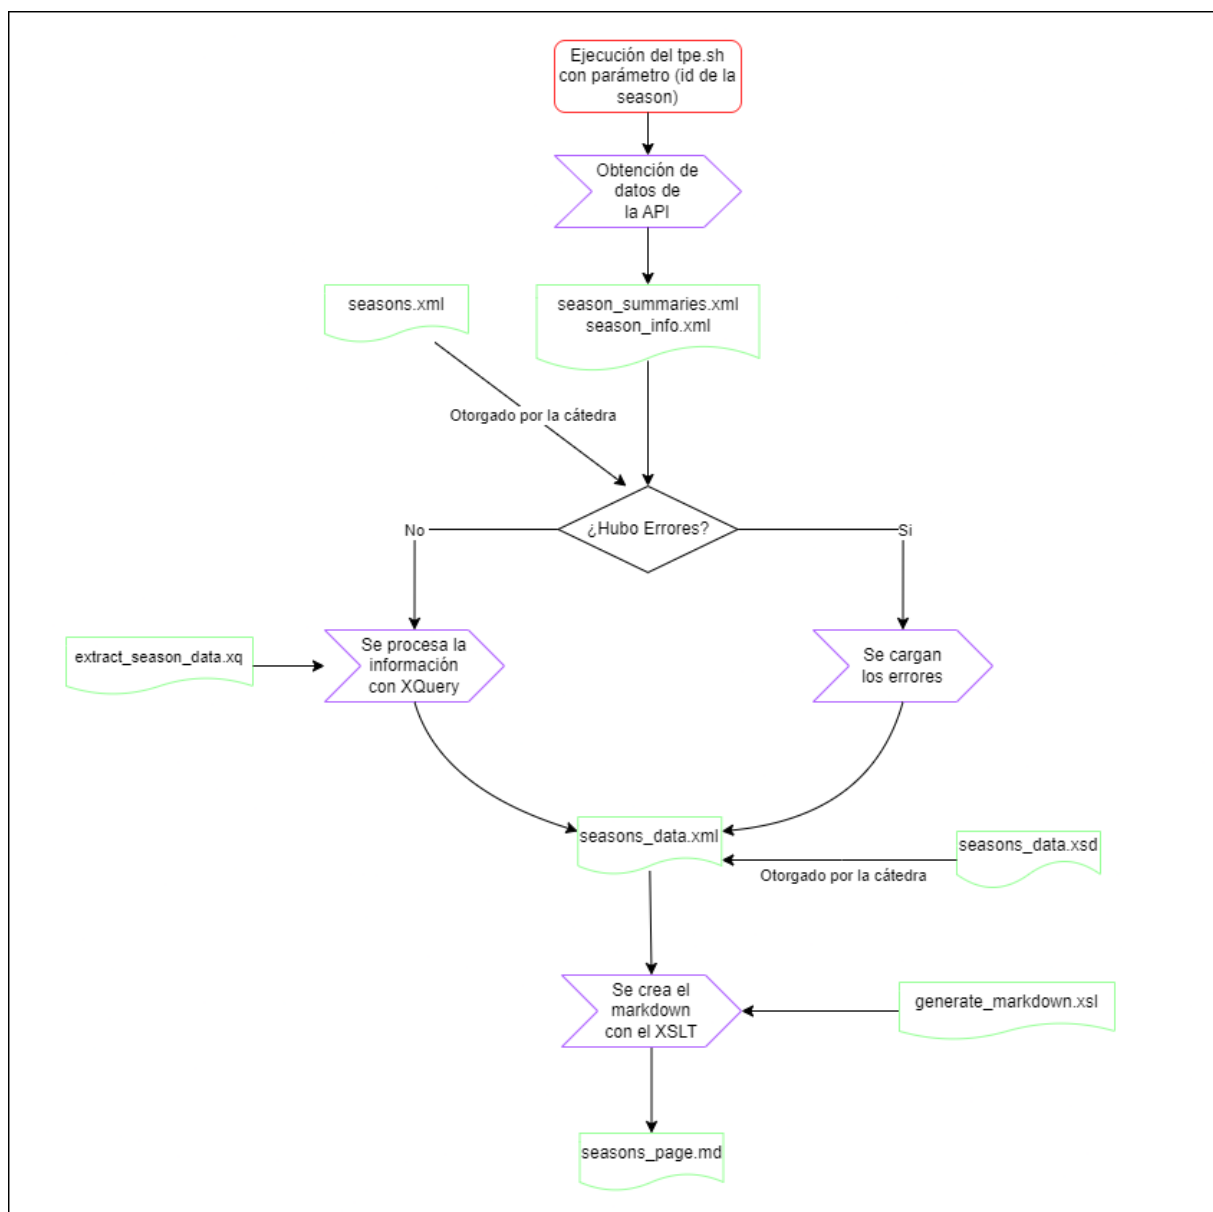 Ejecución del tpe.sh
con parámetro (id de la
season)
Obtención de
datos de
la API
seasons.xml
season_summaries.xml
season_info.xml
Otorgado por la cátedra
¿Hubo Errores?
No
Si
extract_season_data.xq
Se procesa la
información
con XQuery
Se cargan
los errores
seasons_data.xml
seasons_data.xsd
Otorgado por la cátedra
Se crea el
markdown
con el XSLT
generate_markdown.xsl
seasons_page.md